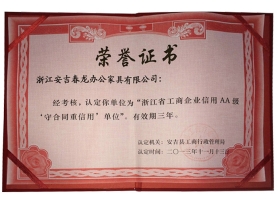 荣誉证书
浙江安吉春龙办公家具有限公司：
经考核，认定你单位为“浙江省工商企业信用AA级
“守合同重信用”单位”，有效期三年。
认定机关：安吉县工商行政管理局
认定时间：二〇一三年十一月十三